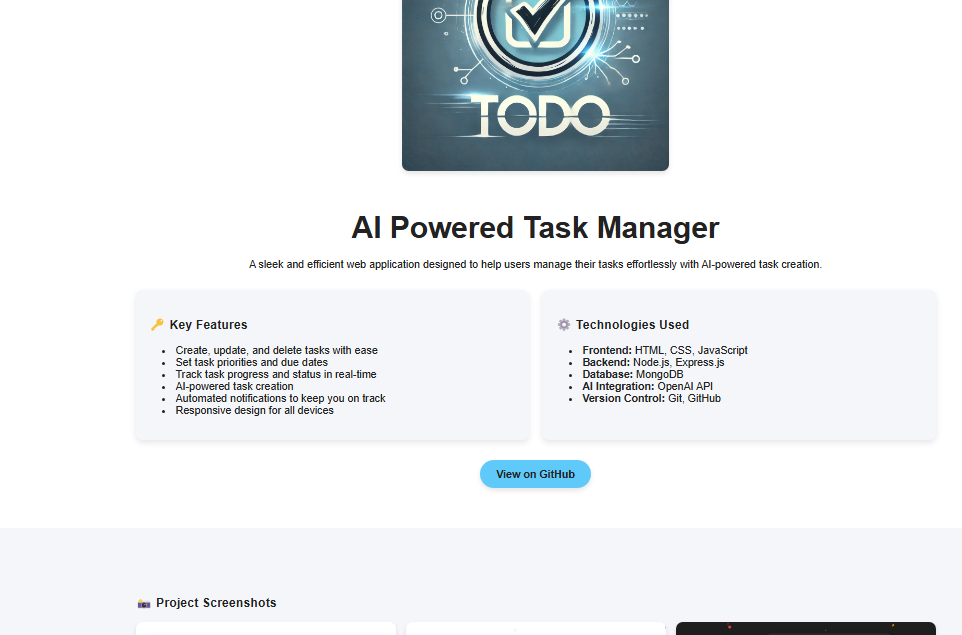 TODO
AI Powered Task Manager
A sleek and efficient web application designed to help users manage their tasks effortlessly with AI-powered task creation.
🔑 Key Features
• Create, update, and delete tasks with ease
• Set task priorities and due dates
• Track task progress and status in real-time
• AI-powered task creation
• Automated notifications to keep you on track
• Responsive design for all devices
⚙️ Technologies Used
• Frontend: HTML, CSS, JavaScript
• Backend: Node.js, Express.js
• Database: MongoDB
• AI Integration: OpenAI API
• Version Control: Git, GitHub
View on GitHub
📸 Project Screenshots